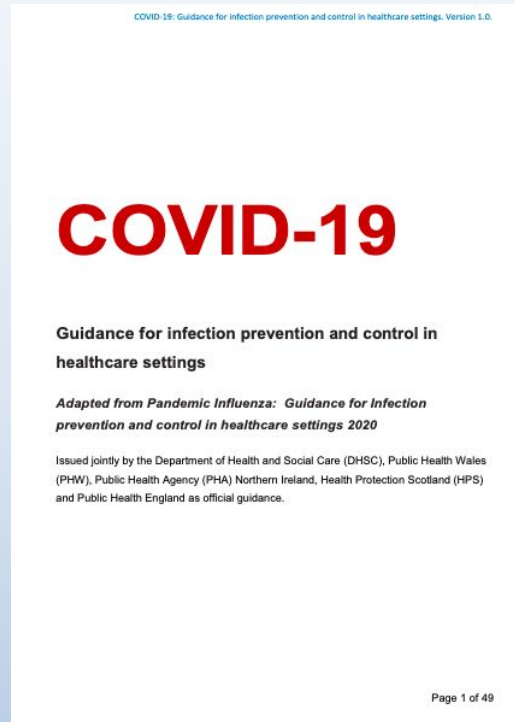 COVID-19: Guidance for infection prevention and control in healthcare settings. Version 1.0.
COVID-19
Guidance for infection prevention and control in
healthcare settings
Adapted from Pandemic Influenza: Guidance for Infection
prevention and control in healthcare settings 2020
Issued jointly by the Department of Health and Social Care (DHSC), Public Health Wales
(PHW), Public Health Agency (PHA) Northern Ireland, Health Protection Scotland (HPS)
and Public Health England as official guidance.
Page 1 of 49